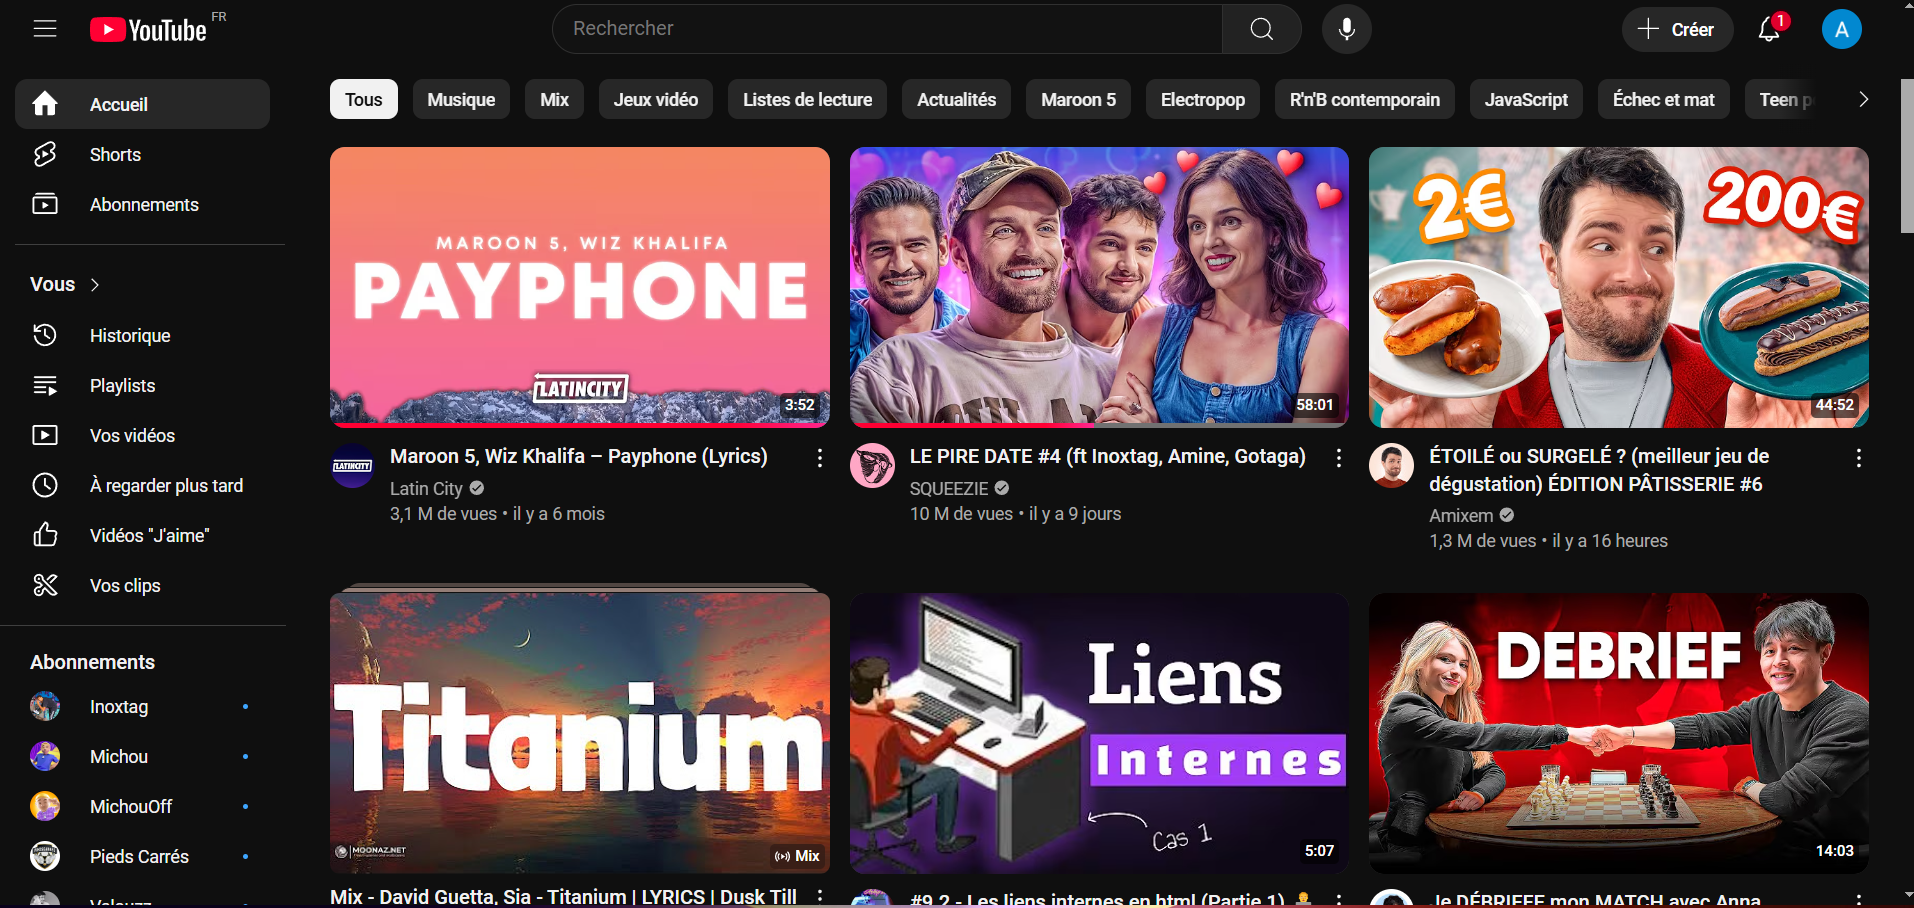 YouTube FR
Rechercher
Créer
1
A
Accueil
Shorts
Abonnements
Vous
Historique
Playlists
Vos vidéos
À regarder plus tard
Vidéos "J'aime"
Vos clips
Abonnements
Inoxtag
Michou
MichouOff
Pieds Carrés
Tous
Musique
Mix
Jeux vidéo
Listes de lecture
Actualités
Maroon 5
Electropop
R'n'B contemporain
JavaScript
Échec et mat
Teen
MAROON 5, WIZ KHALIFA
PAYPHONE
LATINCITY
3:52
LATINCITY
Maroon 5, Wiz Khalifa – Payphone (Lyrics)
Latin City
3,1 M de vues • il y a 6 mois
58:01
LE PIRE DATE #4 (ft Inoxtag, Amine, Gotaga)
SQUEEZIE
10 M de vues • il y a 9 jours
2€
200€
44:52
ÉTOILÉ ou SURGELÉ ? (meilleur jeu de
dégustation) ÉDITION PÂTISSERIE #6
Amixem
1,3 M de vues • il y a 16 heures
Titanium
MOONAZ.NET
Mix
Mix - David Guetta, Sia - Titanium | LYRICS | Dusk Till
Liens
Internes
Cas 1
5:07
#9.2 - Les liens internes en html (Partie 1)
DEBRIEF
14:03
Je DÉBRIEFE mon MATCH avec Anna